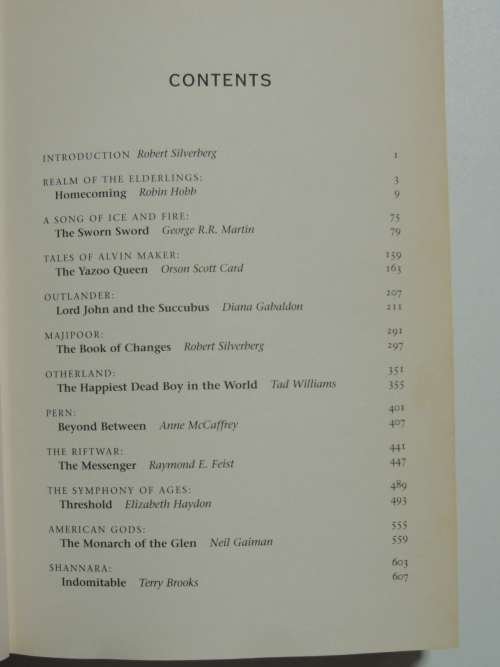 CONTENTS
INTRODUCTION Robert Silverberg 1
REALM OF THE ELDERLINGS: 3
Homecoming Robin Hobb 9
A SONG OF ICE AND FIRE: 75
The Sworn Sword George R.R. Martin 79
TALES OF ALVIN MAKER: 159
The Yazoo Queen Orson Scott Card 163
OUTLANDER: 207
Lord John and the Succubus Diana Gabaldon 211
MAJIPOOR: 291
The Book of Changes Robert Silverberg 297
OTHERLAND: 351
The Happiest Dead Boy in the World Tad Williams 355
PERN: 401
Beyond Between Anne McCaffrey 407
THE RIFTWAR: 441
The Messenger Raymond E. Feist 447
THE SYMPHONY OF AGES: 489
Threshold Elizabeth Haydon 493
AMERICAN GODS: 555
The Monarch of the Glen Neil Gaiman 559
SHANNARA: 603
Indomitable Terry Brooks 607